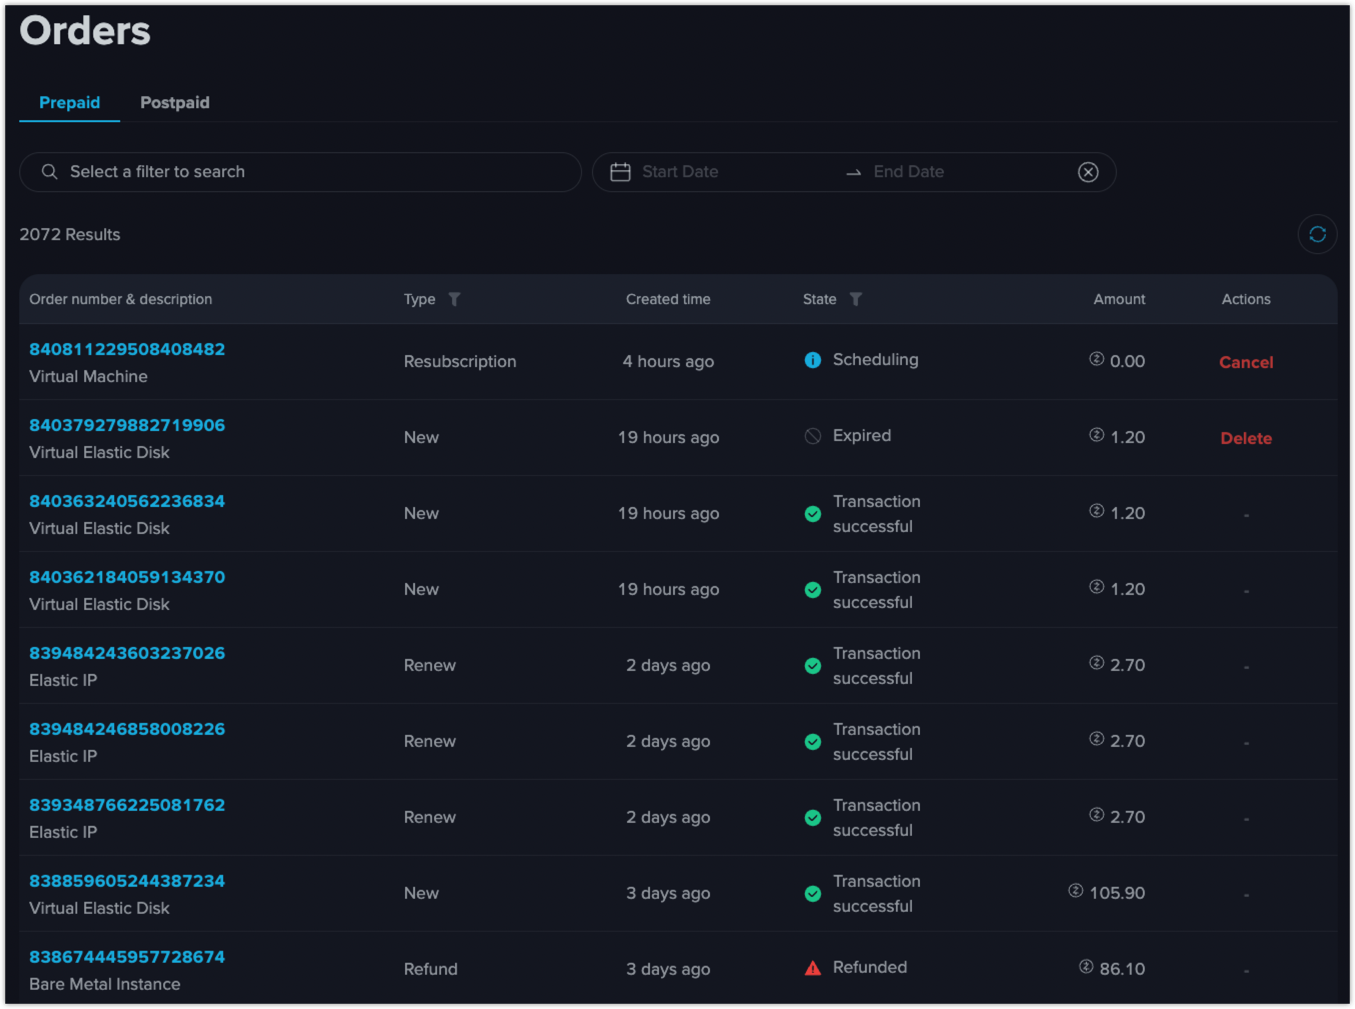 Orders
Prepaid Postpaid
Select a filter to search Start Date → End Date
2072 Results
Order number & description Type Created time State Amount Actions
840811229508408482
Virtual Machine
Resubscription 4 hours ago Scheduling 0.00 Cancel
840379279882719906
Virtual Elastic Disk
New 19 hours ago Expired 1.20 Delete
840363240562236834
Virtual Elastic Disk
New 19 hours ago
Transaction
successful
1.20 -
840362184059134370
Virtual Elastic Disk
New 19 hours ago
Transaction
successful
1.20 -
839484243603237026
Elastic IP
Renew 2 days ago
Transaction
successful
2.70 -
839484246858008226
Elastic IP
Renew 2 days ago
Transaction
successful
2.70 -
839348766225081762
Elastic IP
Renew 2 days ago
Transaction
successful
2.70 -
838859605244387234
Virtual Elastic Disk
New 3 days ago
Transaction
successful
105.90 -
838674445957728674
Bare Metal Instance
Refund 3 days ago Refunded 86.10 -